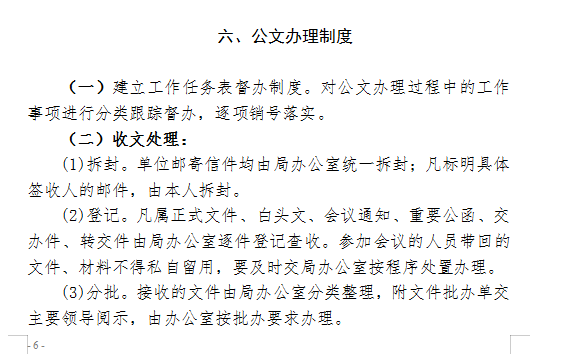 六、公文办理制度
（一）建立工作任务表督办制度。对公文办理过程中的工作
事项进行分类跟踪督办，逐项销号落实。
（二）收文处理：
(1)拆封。单位邮寄信件均由局办公室统一拆封；凡标明具体
签收人的邮件，由本人拆封。
(2)登记。凡属正式文件、白头文、会议通知、重要公函、交
办件、转交件由局办公室逐件登记查收。参加会议的人员带回的
文件、材料不得私自留用，要及时交局办公室按程序处置办理。
(3)分批。接收的文件由局办公室分类整理，附文件批办单交
主要领导阅示，由办公室按批办要求办理。
- 6 -